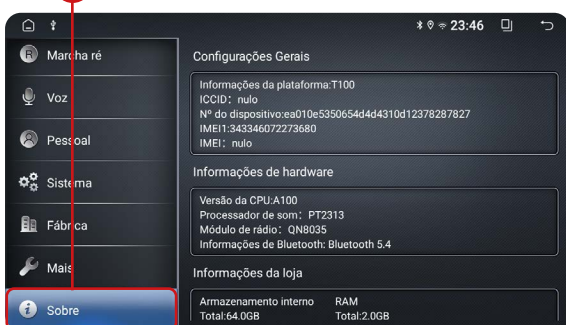 23:46
Marcha ré
Voz
Pessoal
Sistema
Fábrica
Mais
Sobre
Configurações Gerais
Informações da plataforma:T100
ICCID: nulo
Nº do dispositivo:ea010e5350654d4d4310d12378287827
IMEI1:343346072273680
IMEI: nulo
Informações de hardware
Versão da CPU:A100
Processador de som: PT2313
Módulo de rádio: QN8035
Informações de Bluetooth: Bluetooth 5.4
Informações da loja
Armazenamento interno RAM
Total:64.0GB Total:2.0GB